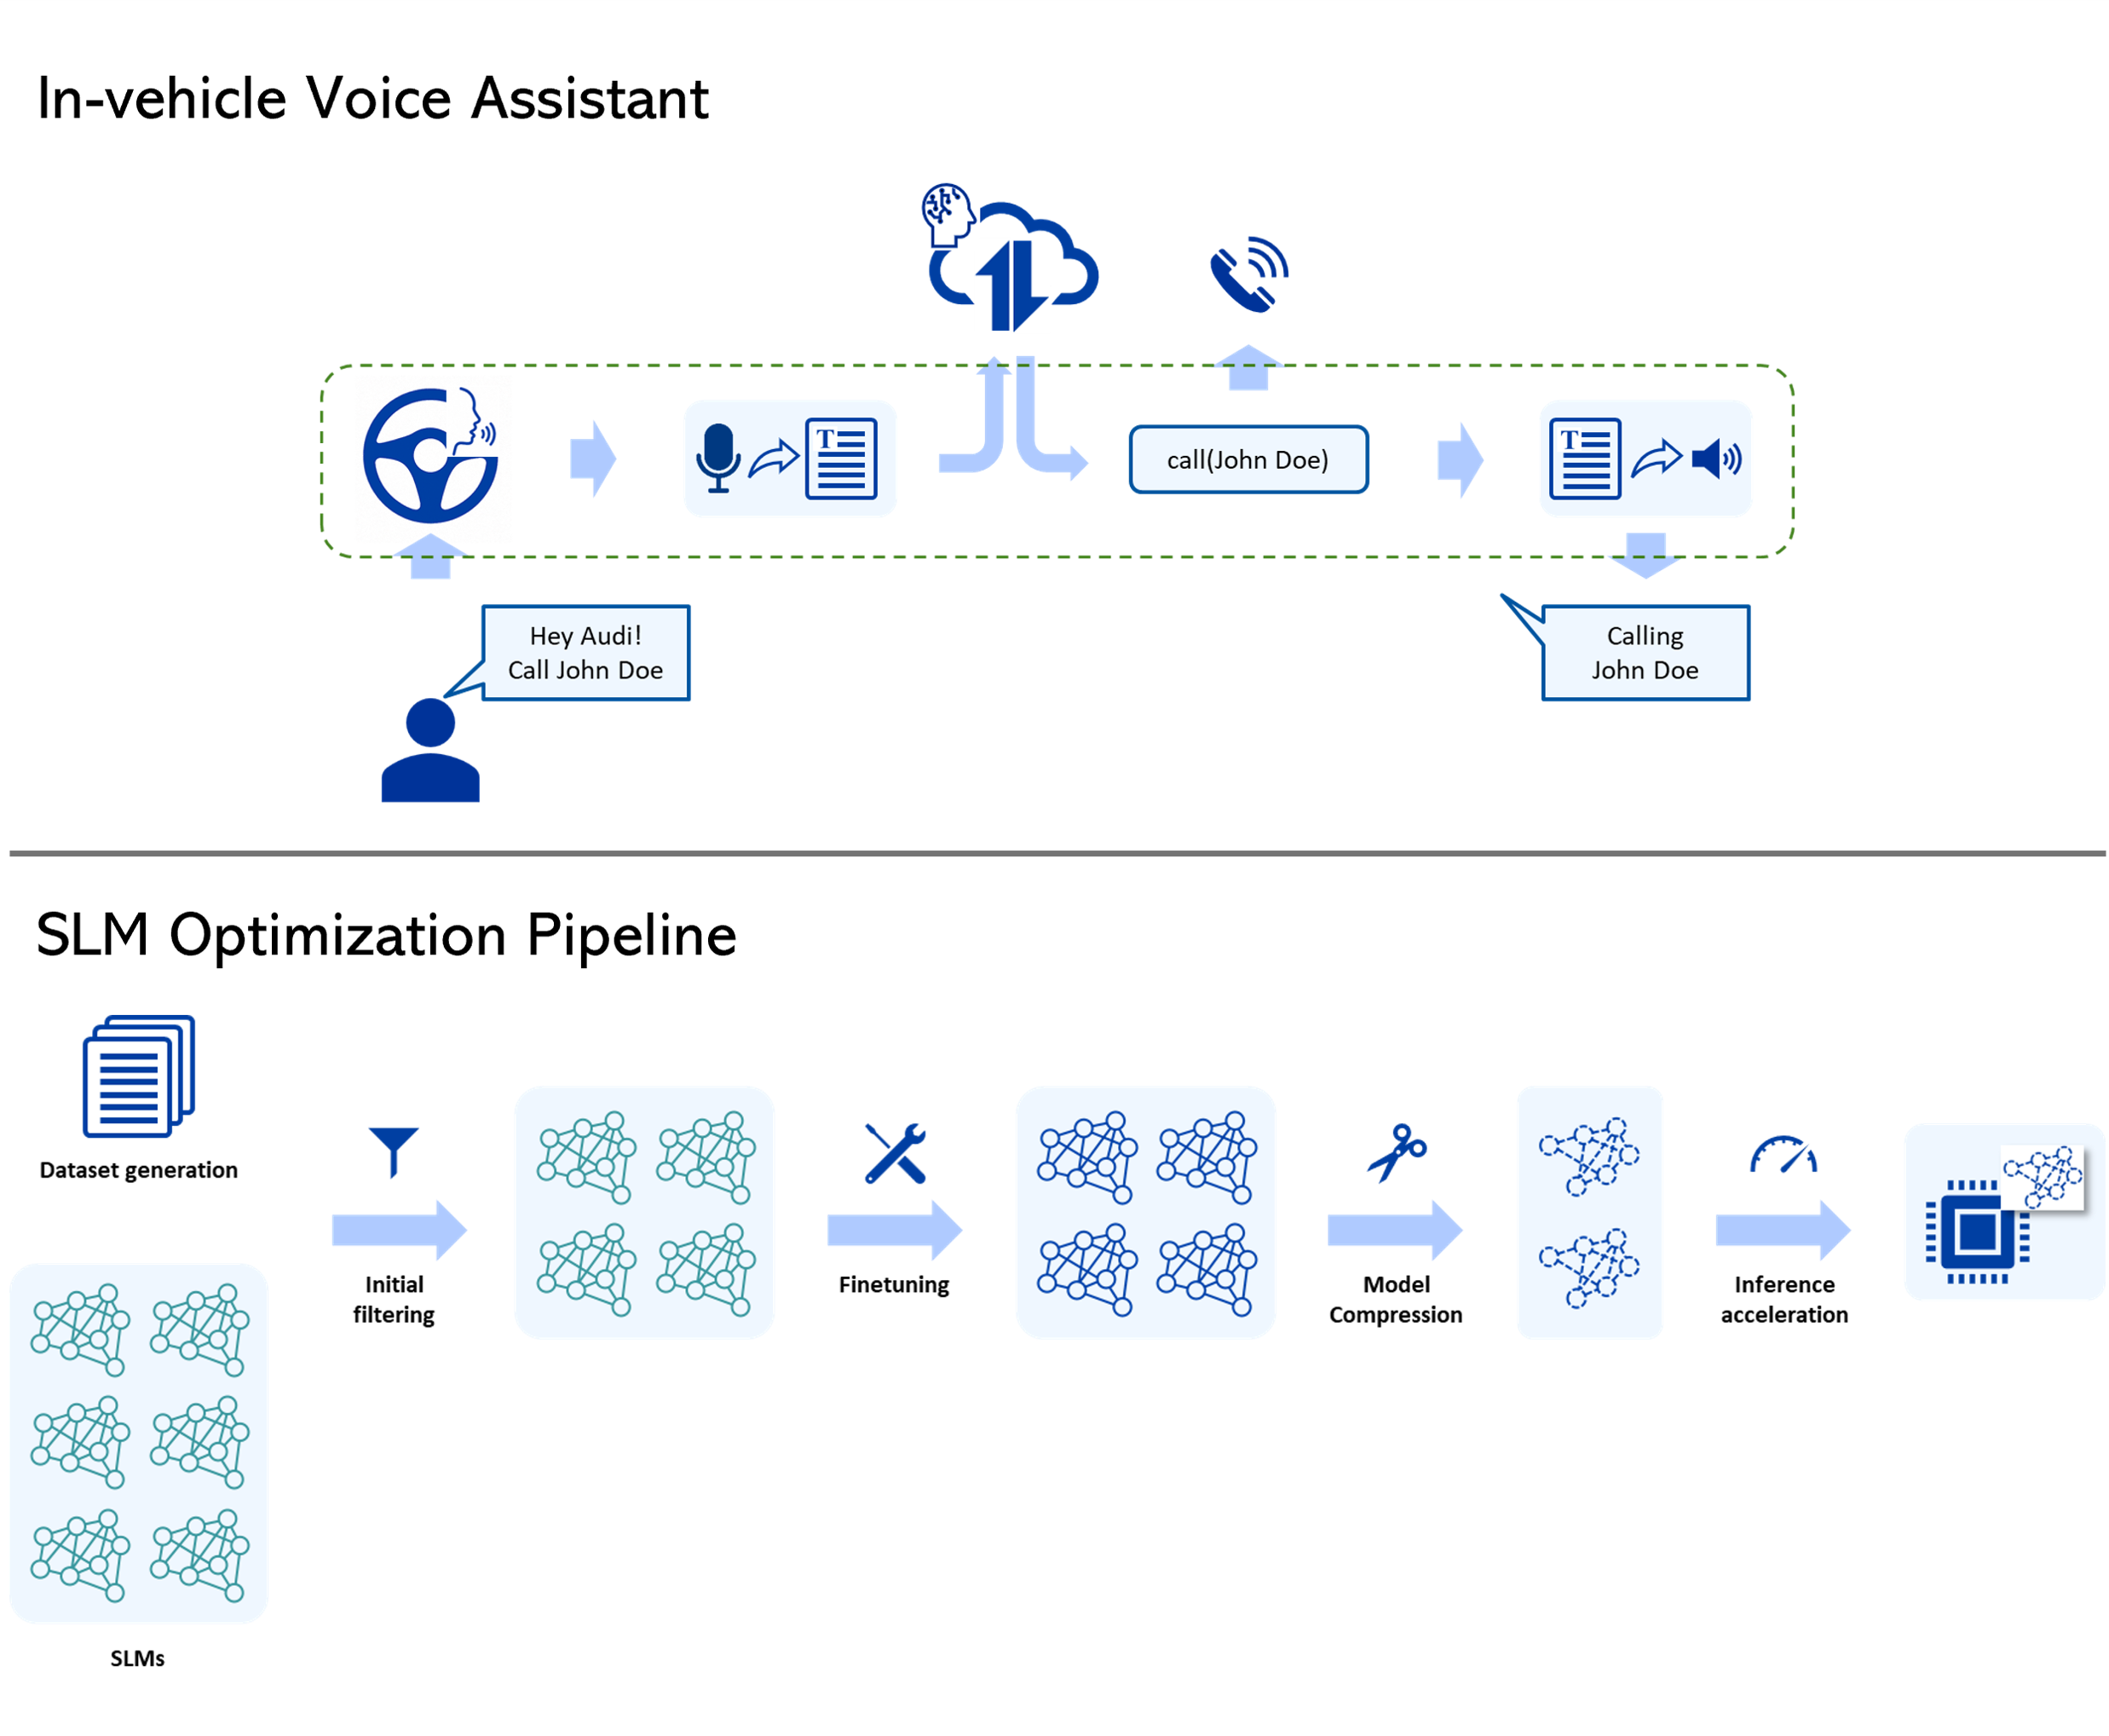 In-vehicle Voice Assistant
T
call(John Doe)
T
Hey Audi!
Call John Doe
Calling
John Doe
SLM Optimization Pipeline
Dataset generation
Initial
filtering
Finetuning
Model
Compression
Inference
acceleration
SLMs